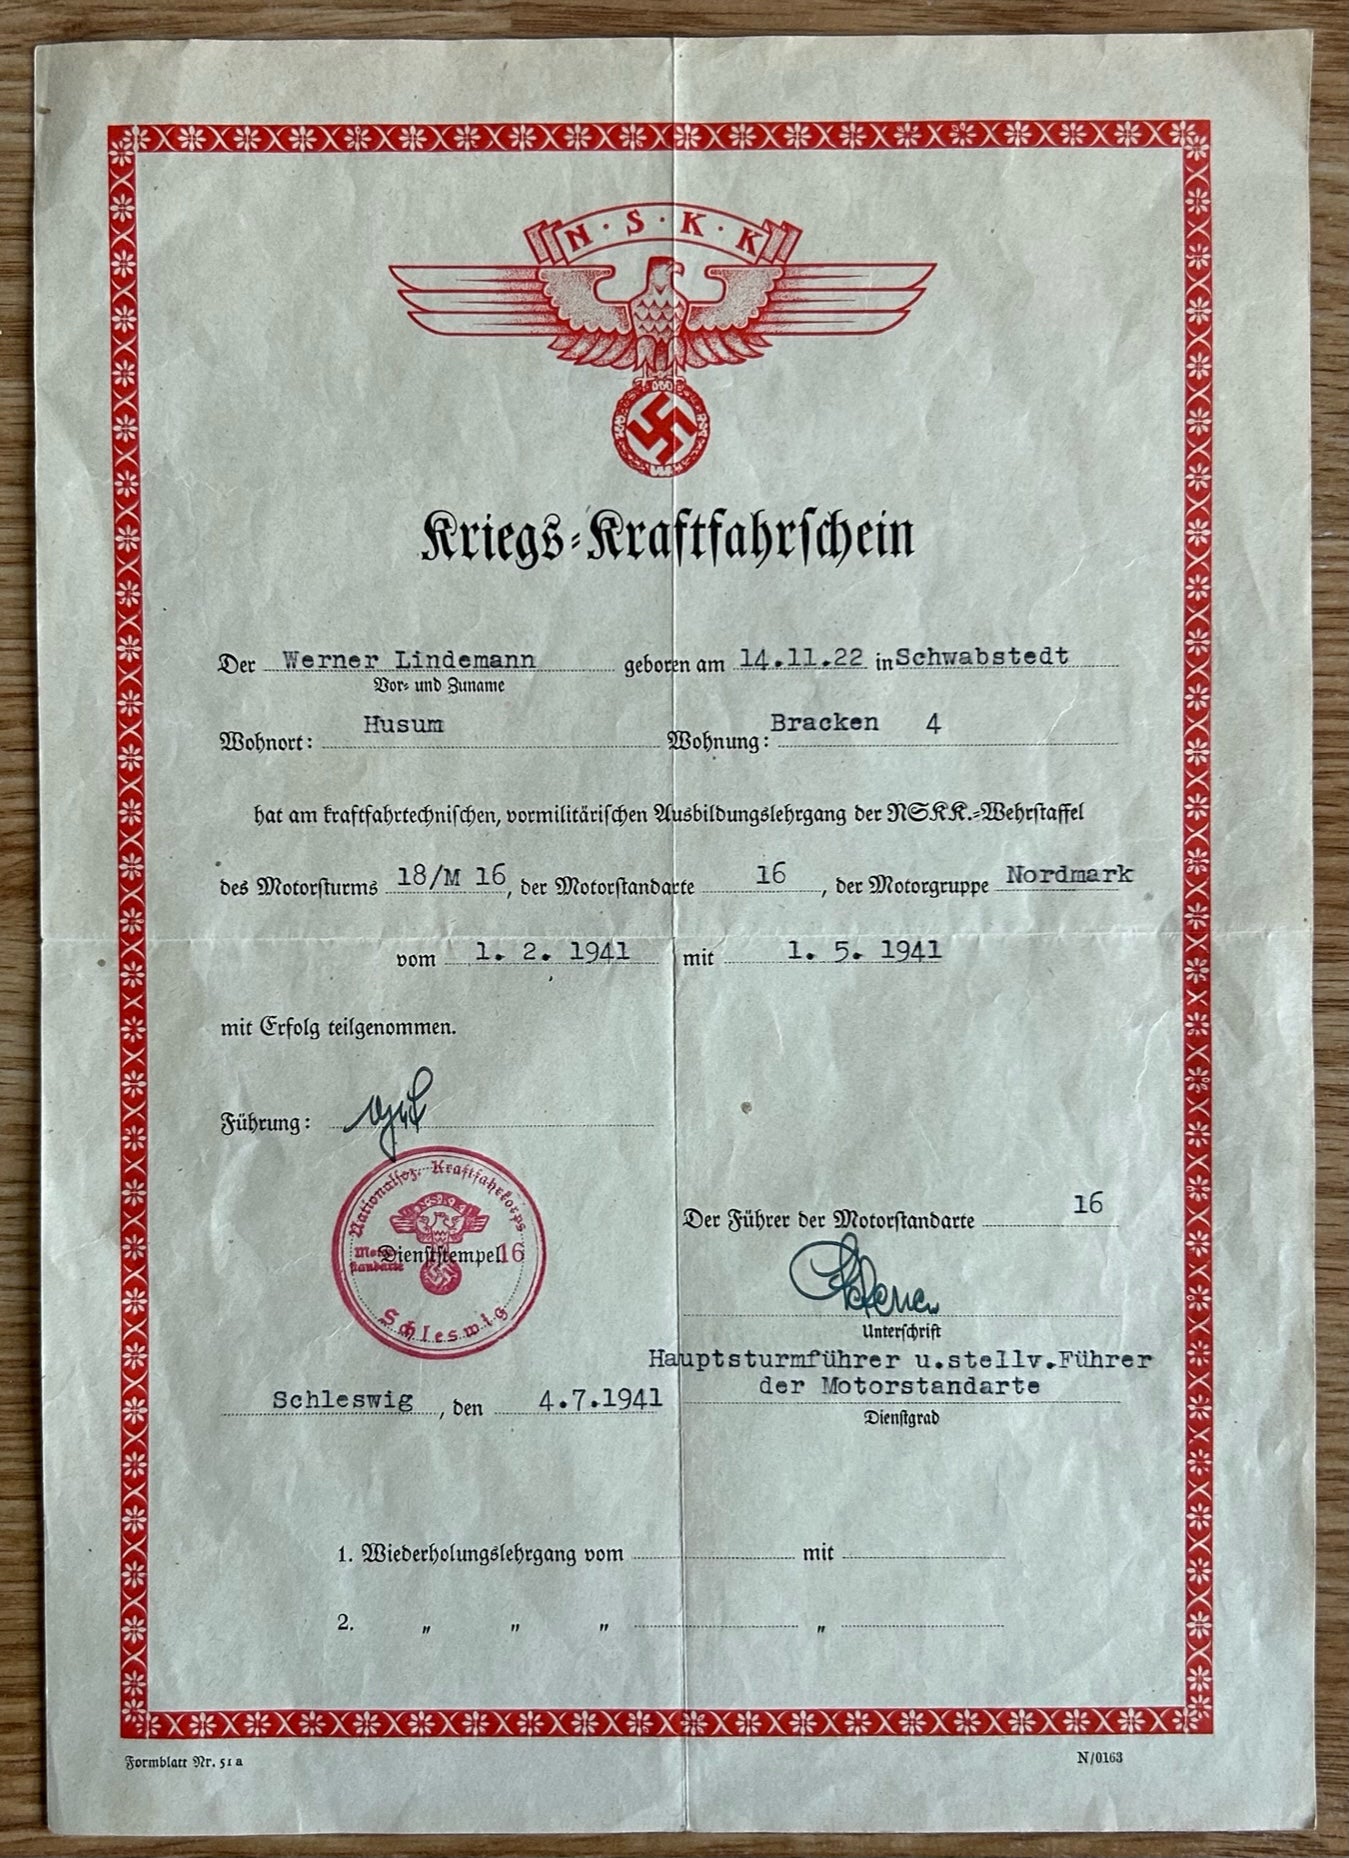 N·S·K·K
Kriegs-Kraftfahrschein
Der Werner Lindemann geboren am 14.11.22 in Schwabstedt
Vor- und Zuname
Wohnort: Husum Wohnung: Bracken 4
hat am kraftfahrtechnischen, vormilitärischen Ausbildungslehrgang der NSKK.-Wehrstaffel
des Motorsturms 18/M 16, der Motorstandarte 16, der Motorgruppe Nordmark
vom 1. 2. 1941 mit 1. 5. 1941
mit Erfolg teilgenommen.
Führung: gut
Nationalsoz. Kraftfahrkorps
NSKK
Motor-
standarte
16
Schleswig
Dienststempel
Der Führer der Motorstandarte 16
Unterschrift
Hauptsturmführer u.stellv.Führer
der Motorstandarte
Schleswig, den 4.7.1941
Dienstgrad
1. Wiederholungslehrgang vom mit
2. " " " "
Formblatt Nr. 51 a N/0163